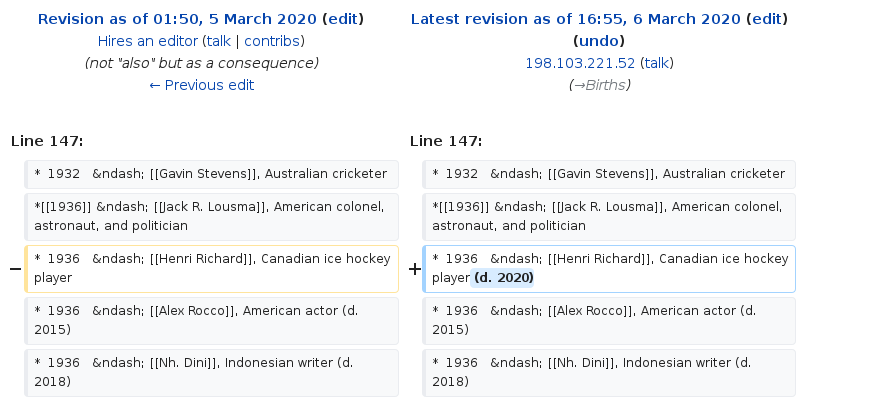 Revision as of 01:50, 5 March 2020 (edit)
Hires an editor (talk | contribs)
(not "also" but as a consequence)
← Previous edit
Latest revision as of 16:55, 6 March 2020 (edit)
(undo)
198.103.221.52 (talk)
(→Births)
Line 147:
Line 147:
* 1932   &ndash; [[Gavin Stevens]], Australian cricketer
* 1932   &ndash; [[Gavin Stevens]], Australian cricketer
*[[1936]] &ndash; [[Jack R. Lousma]], American colonel,
astronaut, and politician
*[[1936]] &ndash; [[Jack R. Lousma]], American colonel,
astronaut, and politician
− * 1936   &ndash; [[Henri Richard]], Canadian ice hockey
player
+ * 1936   &ndash; [[Henri Richard]], Canadian ice hockey
player (d. 2020)
* 1936   &ndash; [[Alex Rocco]], American actor (d.
2015)
* 1936   &ndash; [[Alex Rocco]], American actor (d.
2015)
* 1936   &ndash; [[Nh. Dini]], Indonesian writer (d.
2018)
* 1936   &ndash; [[Nh. Dini]], Indonesian writer (d.
2018)